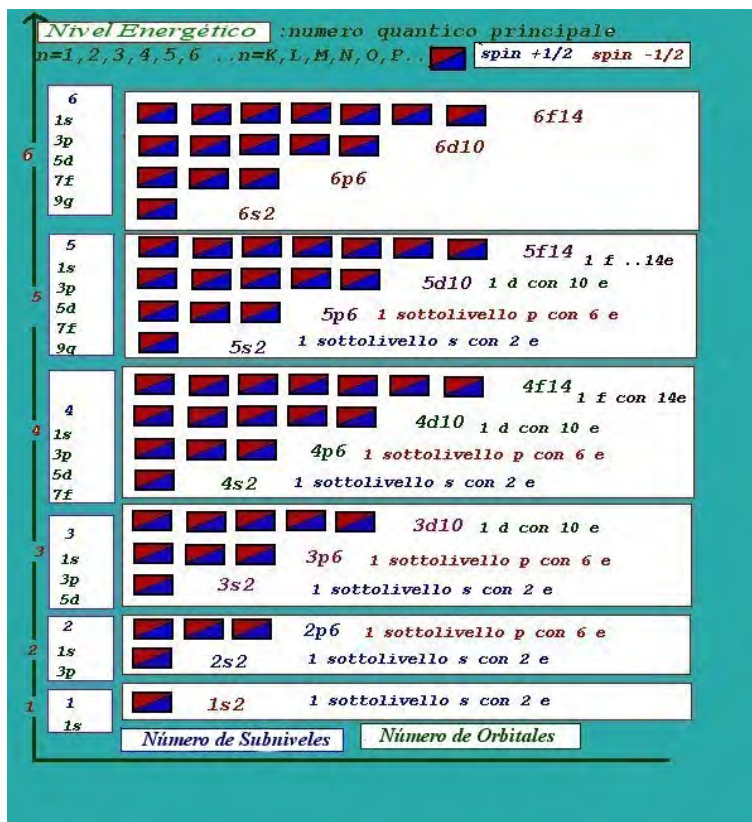 Nivel Energético :numero quantico principale
n=1,2,3,4,5,6 ..n=K,L,M,N,O,P.. spin +1/2 spin -1/2
6
6
1s
3p
5d
7f
9g
6f14
6d10
6p6
6s2
5
5
1s
3p
5d
7f
9g
5f14 1 f ..14e
5d10 1 d con 10 e
5p6 1 sottolivello p con 6 e
5s2 1 sottolivello s con 2 e
4
4
1s
3p
5d
7f
4f14 1 f con 14e
4d10 1 d con 10 e
4p6 1 sottolivello p con 6 e
4s2 1 sottolivello s con 2 e
3
3
1s
3p
5d
3d10 1 d con 10 e
3p6 1 sottolivello p con 6 e
3s2 1 sottolivello s con 2 e
2
2
1s
3p
2p6 1 sottolivello p con 6 e
2s2 1 sottolivello s con 2 e
1
1
1s
1s2 1 sottolivello s con 2 e
Número de Subniveles Número de Orbitales